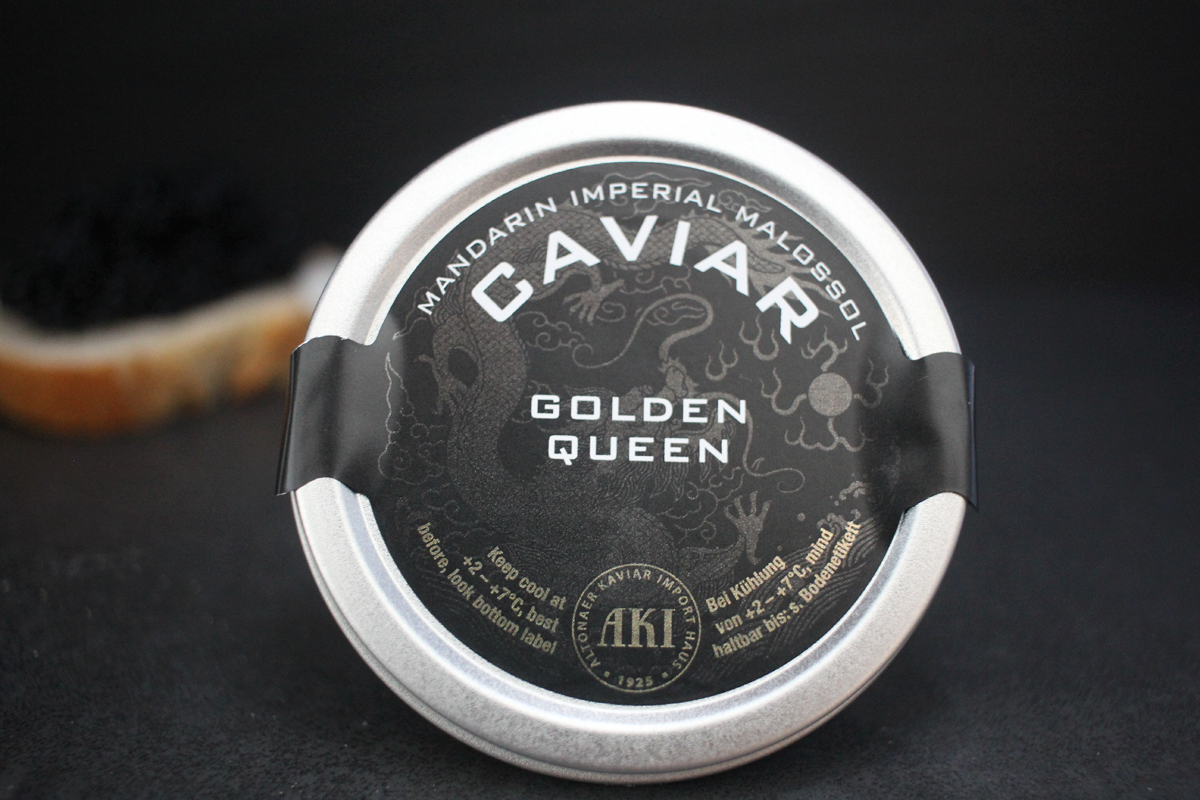 MANDARIN IMPERIAL MALOSSOL
CAVIAR
GOLDEN
QUEEN
Keep cool at
+2 – +7°C, best
before, look bottom label
ALTONAER KAVIAR IMPORT HAUS
AKI
• 1925 •
Bei Kühlung
von +2 – +7°C, mind.
haltbar bis: s. Bodenetikett